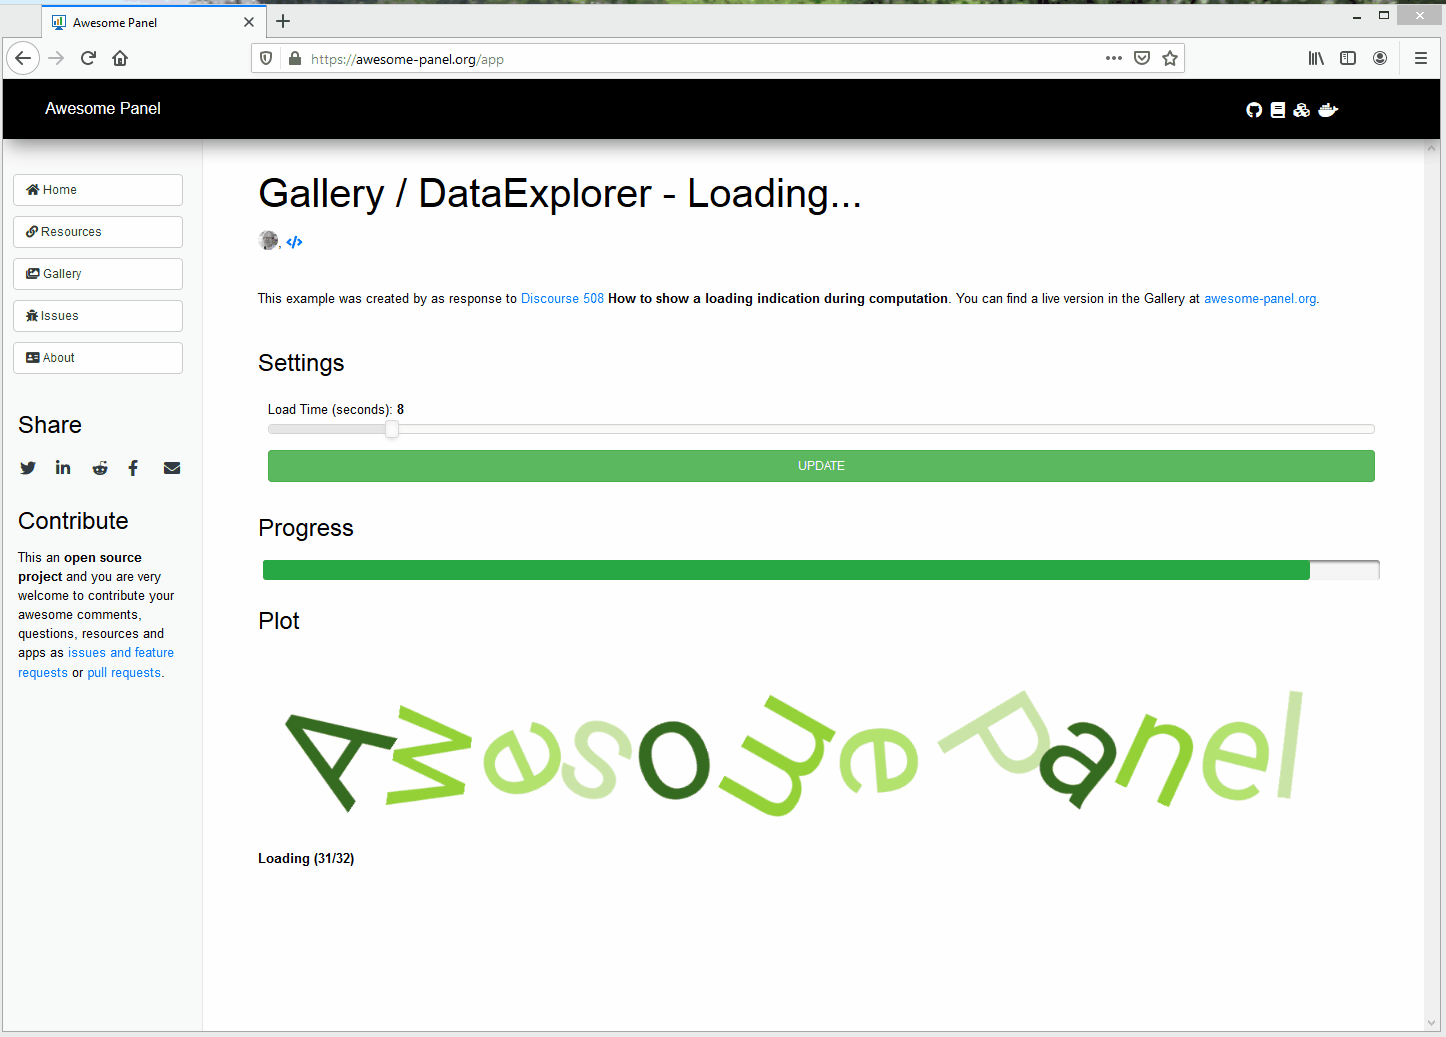 Awesome Panel
https://awesome-panel.org/app
Awesome Panel
Home
Resources
Gallery
Issues
About
Share
Contribute
This an open source
project and you are very
welcome to contribute your
awesome comments,
questions, resources and
apps as issues and feature
requests or pull requests.
Gallery / DataExplorer - Loading...
, </>
This example was created by as response to Discourse 508 How to show a loading indication during computation. You can find a live version in the Gallery at awesome-panel.org.
Settings
Load Time (seconds): 8
UPDATE
Progress
Plot
Awesome Panel
Loading (31/32)